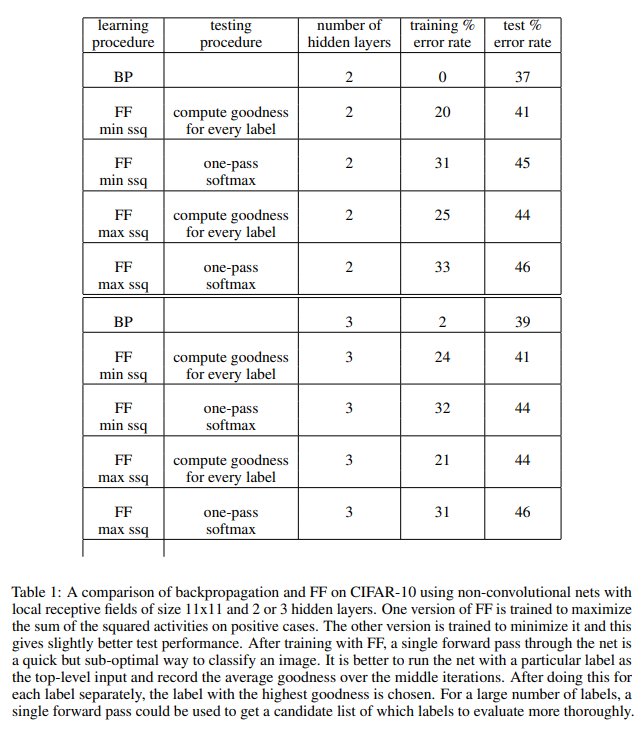 learning testing number of training % test %
procedure procedure hidden layers error rate error rate
BP 2 0 37
FF compute goodness 2 20 41
min ssq for every label
FF one-pass 2 31 45
min ssq softmax
FF compute goodness 2 25 44
max ssq for every label
FF one-pass 2 33 46
max ssq softmax
BP 3 2 39
FF compute goodness 3 24 41
min ssq for every label
FF one-pass 3 32 44
min ssq softmax
FF compute goodness 3 21 44
max ssq for every label
FF one-pass 3 31 46
max ssq softmax
Table 1: A comparison of backpropagation and FF on CIFAR-10 using non-convolutional nets with
local receptive fields of size 11x11 and 2 or 3 hidden layers. One version of FF is trained to maximize
the sum of the squared activities on positive cases. The other version is trained to minimize it and this
gives slightly better test performance. After training with FF, a single forward pass through the net is
a quick but sub-optimal way to classify an image. It is better to run the net with a particular label as
the top-level input and record the average goodness over the middle iterations. After doing this for
each label separately, the label with the highest goodness is chosen. For a large number of labels, a
single forward pass could be used to get a candidate list of which labels to evaluate more thoroughly.